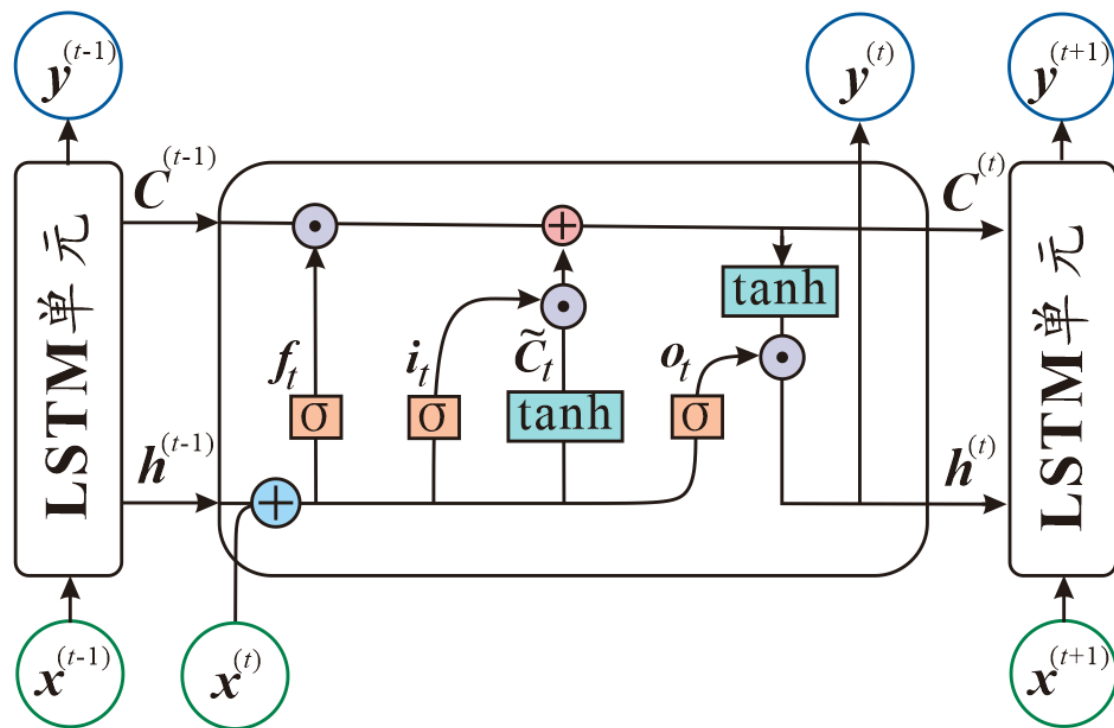 y^(t-1)
y^(t)
y^(t+1)
C^(t-1)
C^(t)
tanh
f_t
i_t
C̃_t
o_t
σ
σ
tanh
σ
h^(t-1)
h^(t)
LSTM单元
LSTM单元
x^(t-1)
x^(t)
x^(t+1)